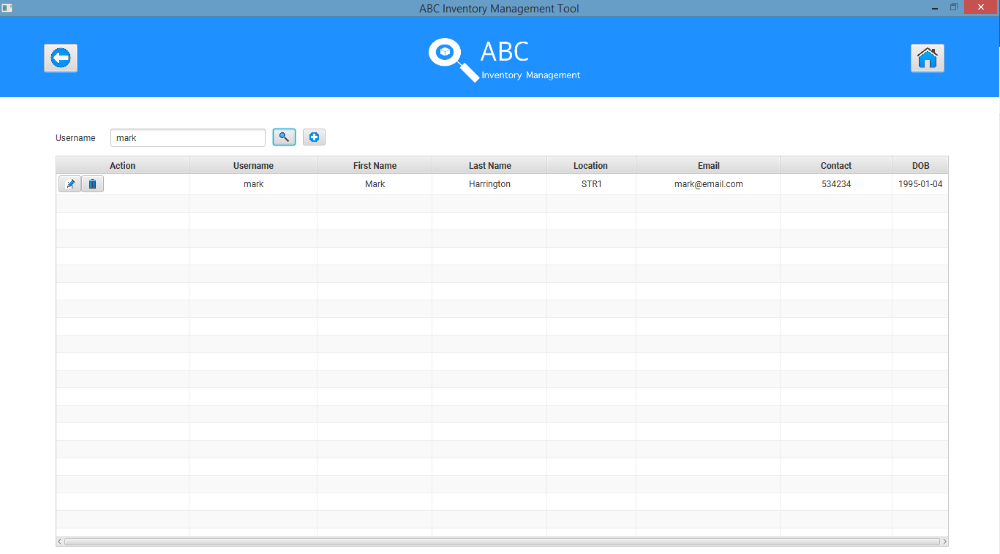 ABC Inventory Management Tool
ABC
Inventory Management
Username mark
Action Username First Name Last Name Location Email Contact DOB
mark Mark Harrington STR1 mark@email.com 534234 1995-01-04